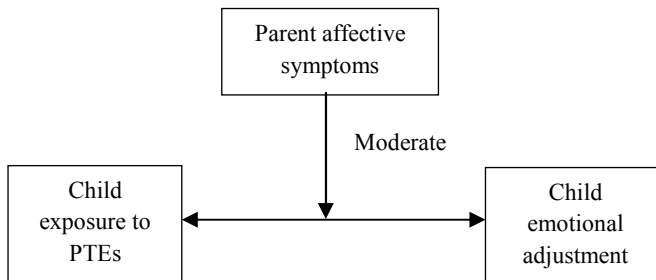 Parent affective
symptoms
Moderate
Child
exposure to
PTEs
Child
emotional
adjustment